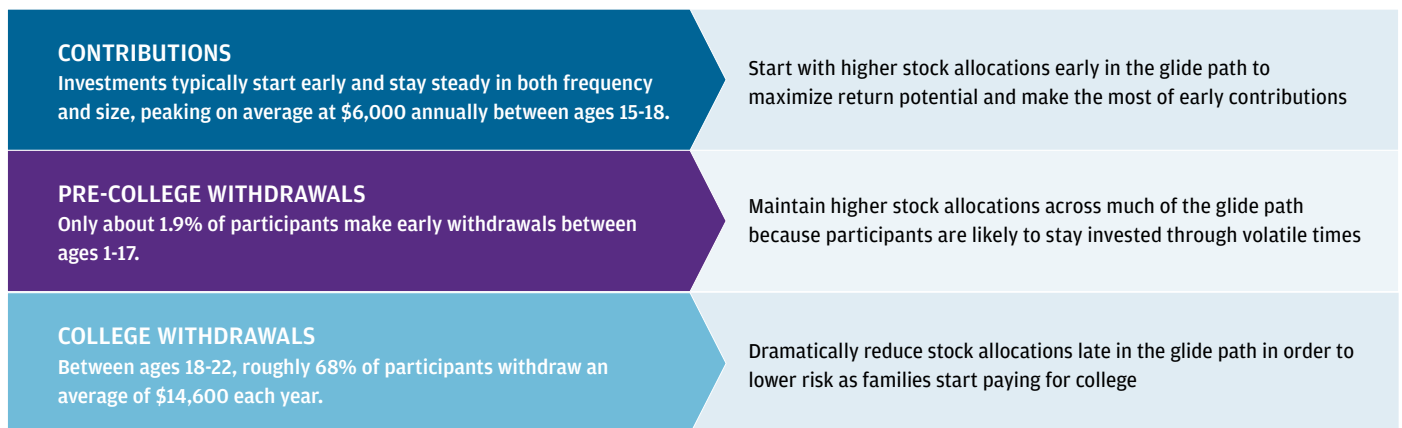 CONTRIBUTIONS
Investments typically start early and stay steady in both frequency
and size, peaking on average at $6,000 annually between ages 15-18.
Start with higher stock allocations early in the glide path to
maximize return potential and make the most of early contributions
PRE-COLLEGE WITHDRAWALS
Only about 1.9% of participants make early withdrawals between
ages 1-17.
Maintain higher stock allocations across much of the glide path
because participants are likely to stay invested through volatile times
COLLEGE WITHDRAWALS
Between ages 18-22, roughly 68% of participants withdraw an
average of $14,600 each year.
Dramatically reduce stock allocations late in the glide path in order to
lower risk as families start paying for college